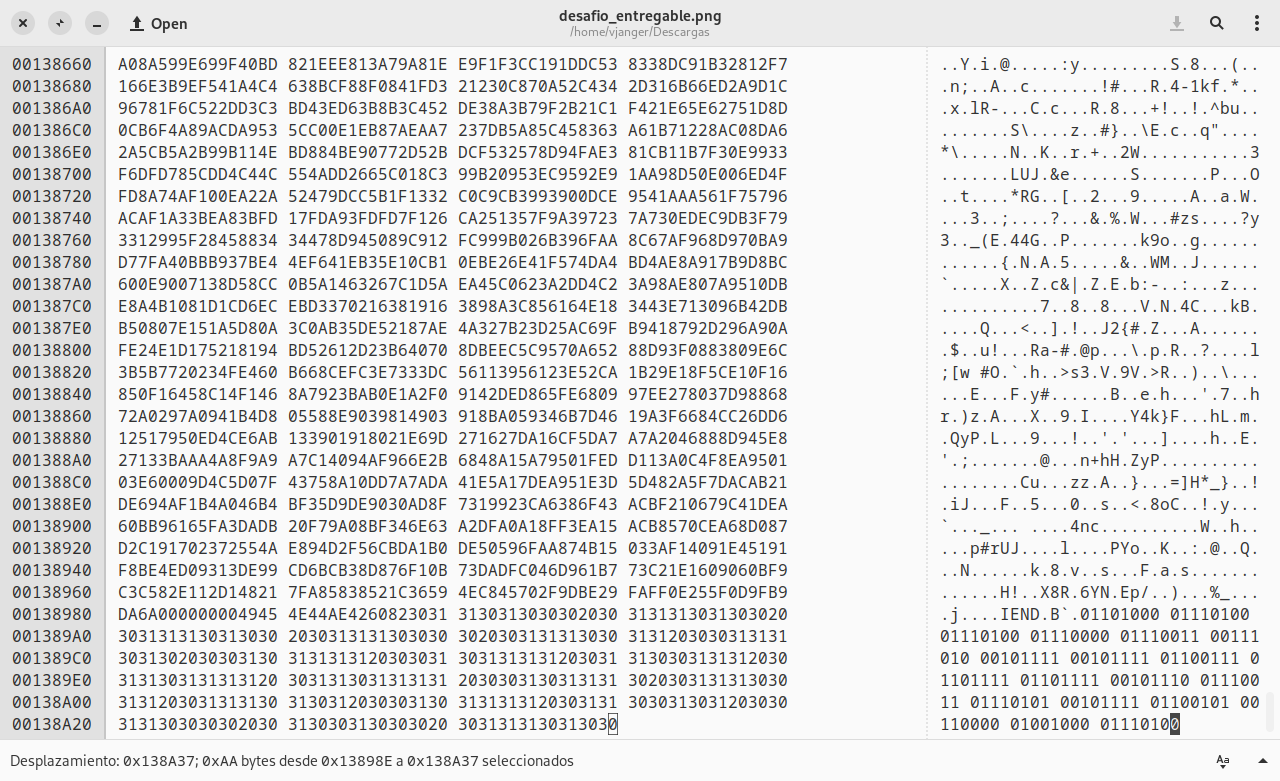 Open
desafio_entregable.png
/home/vjanger/Descargas
00138660 A08A599E699F40BD 821EEE813A79A81E E9F1F3CC191DDC53 8338DC91B32812F7 ..Y.i.@.....:y.........S.8...(..
00138680 166E3B9EF541A4C4 638BCF88F0841FD3 21230C870A52C434 2D316B66ED2A9D1C .n;..A..c.......!#...R.4-1kf.*..
001386A0 96781F6C522DD3C3 BD43ED63B8B3C452 DE38A3B79F2B21C1 F421E65E62751D8D .x.lR-...C.c...R.8...+!..!.^bu..
001386C0 0CB6F4A89ACDA953 5CC00E1EB87AEAA7 237DB5A85C458363 A61B71228AC08DA6 .......S\....z..#}..\E.c..q"....
001386E0 2A5CB5A2B99B114E BD884BE90772D52B DCF532578D94FAE3 81CB11B7F30E9933 *\.....N..K..r.+..2W...........3
00138700 F6DFD785CDD4C44C 554ADD2665C018C3 99B20953EC9592E9 1AA98D50E006ED4F .......LUJ.&e......S.......P...O
00138720 FD8A74AF100EA22A 52479DCC5B1F1332 C0C9CB3993900DCE 9541AAA561F75796 ..t....*RG..[..2...9.....A..a.W.
00138740 ACAF1A33BEA83BFD 17FDA93FDFD7F126 CA251357F9A39723 7A730EDEC9DB3F79 ...3..;....?...&.%.W...#zs....?y
00138760 3312995F28458834 34478D945089C912 FC999B026B396FAA 8C67AF968D970BA9 3.._(E.44G..P.......k9o..g......
00138780 D77FA40BBB937BE4 4EF641EB35E10CB1 0EBE26E41F574DA4 BD4AE8A917B9D8BC ......{.N.A.5.....&..WM..J......
001387A0 600E9007138D58CC 0B5A1463267C1D5A EA45C0623A2DD4C2 3A98AE807A9510DB `.....X..Z.c&|.Z.E.b:-..:...z...
001387C0 E8A4B1081D1CD6EC EBD3370216381916 3898A3C856164E18 3443E713096B42DB ..........7..8..8...V.N.4C...kB.
001387E0 B50807E151A5D80A 3C0AB35DE52187AE 4A327B23D25AC69F B9418792D296A90A ....Q...<..].!..J2{#.Z...A......
00138800 FE24E1D175218194 BD52612D23B64070 8DBEEC5C9570A652 88D93F0883809E6C .$..u!...Ra-#.@p...\.p.R..?....l
00138820 3B5B7720234FE460 B668CEFC3E7333DC 56113956123E52CA 1B29E18F5CE10F16 ;[w #O.`.h..>s3.V.9V.>R..)..\...
00138840 850F16458C14F146 8A7923BAB0E1A2F0 9142DED865FE6809 97EE278037D98868 ...E...F.y#......B..e.h...'.7..h
00138860 72A0297A0941B4D8 05588E9039814903 918BA059346B7D46 19A3F6684CC26DD6 r.)z.A...X..9.I....Y4k}F...hL.m.
00138880 12517950ED4CE6AB 133901918021E69D 271627DA16CF5DA7 A7A2046888D945E8 .QyP.L...9...!..'.'...]....h..E.
001388A0 27133BAAA4A8F9A9 A7C14094AF966E2B 6848A15A79501FED D113A0C4F8EA9501 '.;.......@...n+hH.ZyP..........
001388C0 03E60009D4C5D07F 43758A10DD7A7ADA 41E5A17DEA951E3D 5D482A5F7DACAB21 ........Cu...zz.A..}...=]H*_}..!
001388E0 DE694AF1B4A046B4 BF35D9DE9030AD8F 7319923CA6386F43 ACBF210679C41DEA .iJ...F..5...0..s..<.8oC..!.y...
00138900 60BB96165FA3DADB 20F79A08BF346E63 A2DFA0A18FF3EA15 ACB8570CEA68D087 `..._... ....4nc..........W..h..
00138920 D2C191702372554A E894D2F56CBDA1B0 DE50596FAA874B15 033AF14091E45191 ...p#rUJ....l....PYo..K..:.@..Q.
00138940 F8BE4ED09313DE99 CD6BCB38D876F10B 73DADFC046D961B7 73C21E1609060BF9 ..N......k.8.v..s...F.a.s.......
00138960 C3C582E112D14821 7FA85838521C3659 4EC845702F9DBE29 FAFF0E255F0D9FB9 ......H!..X8R.6YN.Ep/..)...%_...
00138980 DA6A000000004945 4E44AE4260823031 3130313030302030 3131313031303020 .j....IEND.B`.01101000 01110100
001389A0 3031313130313030 2030313131303030 3020303131313030 3131203030313131 01110100 01110000 01110011 00111
001389C0 3031302030303130 3131313120303031 3031313131203031 3130303131312030 010 00101111 00101111 01100111 0
001389E0 3131303131313120 3031313031313131 2030303130313131 3020303131313030 1101111 01101111 00101110 011100
00138A00 3131203031313130 3130312030303130 3131313120303131 3030313031203030 11 01110101 00101111 01100101 00
00138A20 3131303030302030 3130303130303020 3031313130313030 110000 01001000 01110100
Desplazamiento: 0x138A37; 0xAA bytes desde 0x13898E a 0x138A37 seleccionados